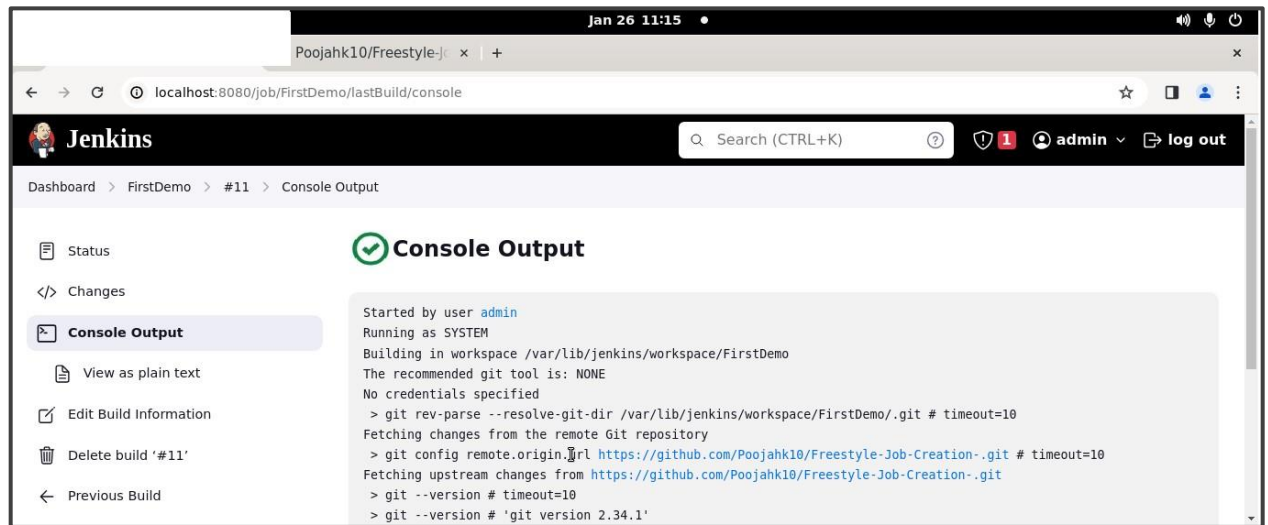 Jan 26 11:15
Poojahk10/Freestyle-Jo × +
localhost:8080/job/FirstDemo/lastBuild/console
Jenkins
Search (CTRL+K)
1
admin
log out
Dashboard > FirstDemo > #11 > Console Output
Status
Changes
Console Output
View as plain text
Edit Build Information
Delete build ‘#11’
Previous Build
Console Output
Started by user admin
Running as SYSTEM
Building in workspace /var/lib/jenkins/workspace/FirstDemo
The recommended git tool is: NONE
No credentials specified
> git rev-parse --resolve-git-dir /var/lib/jenkins/workspace/FirstDemo/.git # timeout=10
Fetching changes from the remote Git repository
> git config remote.origin.url https://github.com/Poojahk10/Freestyle-Job-Creation-.git # timeout=10
Fetching upstream changes from https://github.com/Poojahk10/Freestyle-Job-Creation-.git
> git --version # timeout=10
> git --version # 'git version 2.34.1'